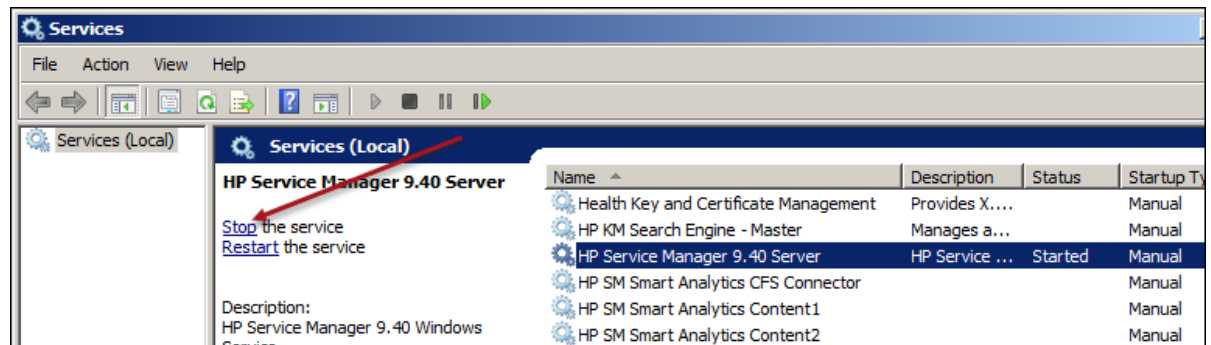 Services
File Action View Help
Services (Local)
Services (Local)
HP Service Manager 9.40 Server
Stop the service
Restart the service
Description:
HP Service Manager 9.40 Windows
Name Description Status Startup Ty
Health Key and Certificate Management Provides X.... Manual
HP KM Search Engine - Master Manages a... Manual
HP Service Manager 9.40 Server HP Service ... Started Manual
HP SM Smart Analytics CFS Connector Manual
HP SM Smart Analytics Content1 Manual
HP SM Smart Analytics Content2 Manual